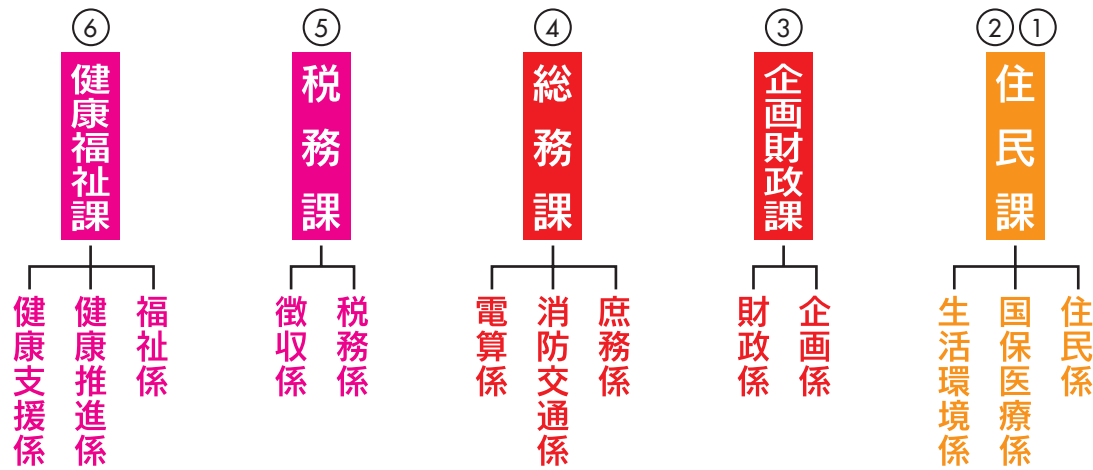 ① ②
住民課
住民係
国保医療係
生活環境係
③
企画財政課
企画係
財政係
④
総務課
庶務係
消防交通係
電算係
⑤
税務課
税務係
徴収係
⑥
健康福祉課
福祉係
健康推進係
健康支援係